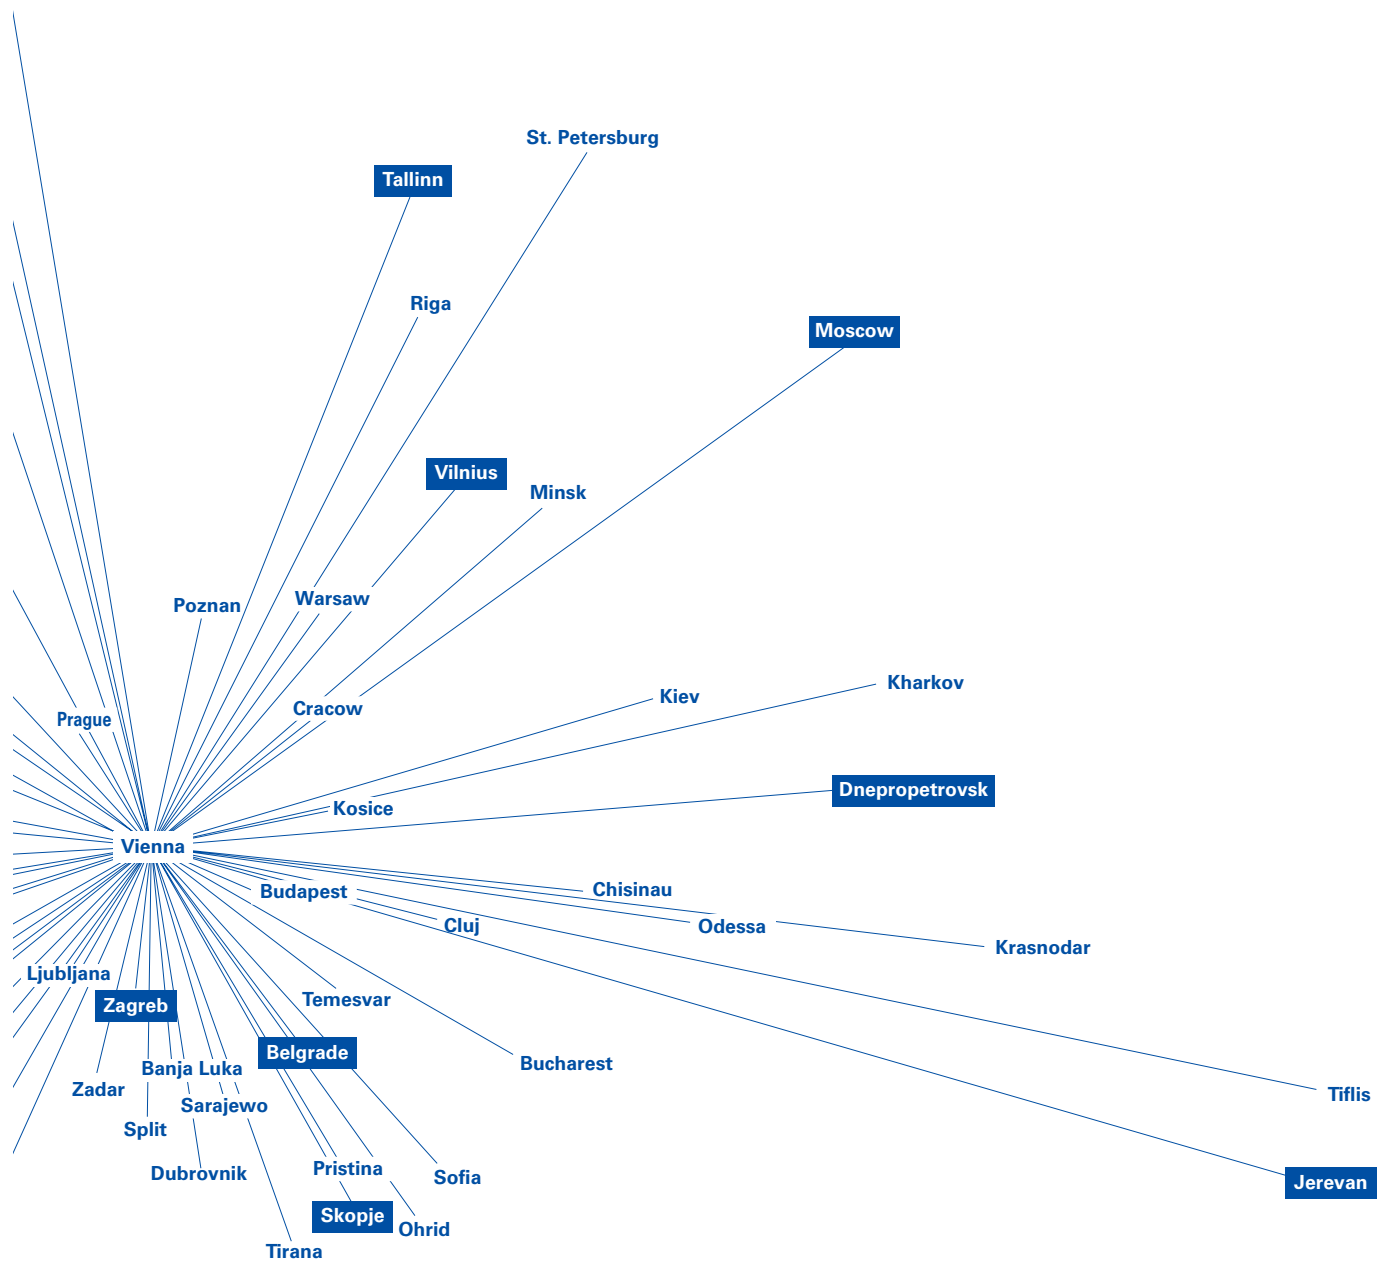 St. Petersburg
Tallinn
Riga
Moscow
Vilnius
Minsk
Poznan
Warsaw
Kiev
Kharkov
Cracow
Prague
Dnepropetrovsk
Kosice
Vienna
Budapest
Chisinau
Cluj
Odessa
Krasnodar
Ljubljana
Zagreb
Temesvar
Belgrade
Bucharest
Banja Luka
Zadar
Tiflis
Sarajewo
Split
Dubrovnik
Pristina
Sofia
Jerevan
Skopje
Ohrid
Tirana